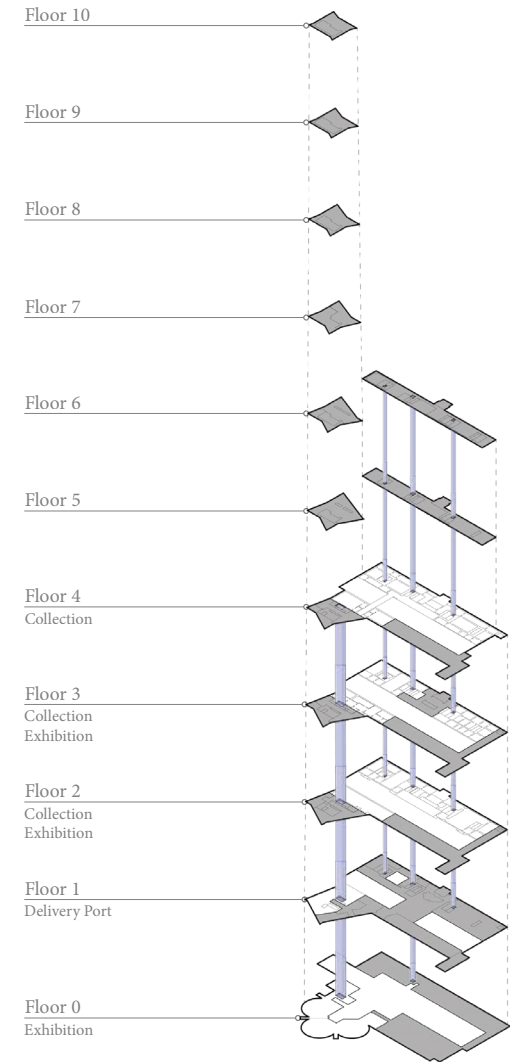 Floor 10
Floor 9
Floor 8
Floor 7
Floor 6
Floor 5
Floor 4
Collection
Floor 3
Collection
Exhibition
Floor 2
Collection
Exhibition
Floor 1
Delivery Port
Floor 0
Exhibition